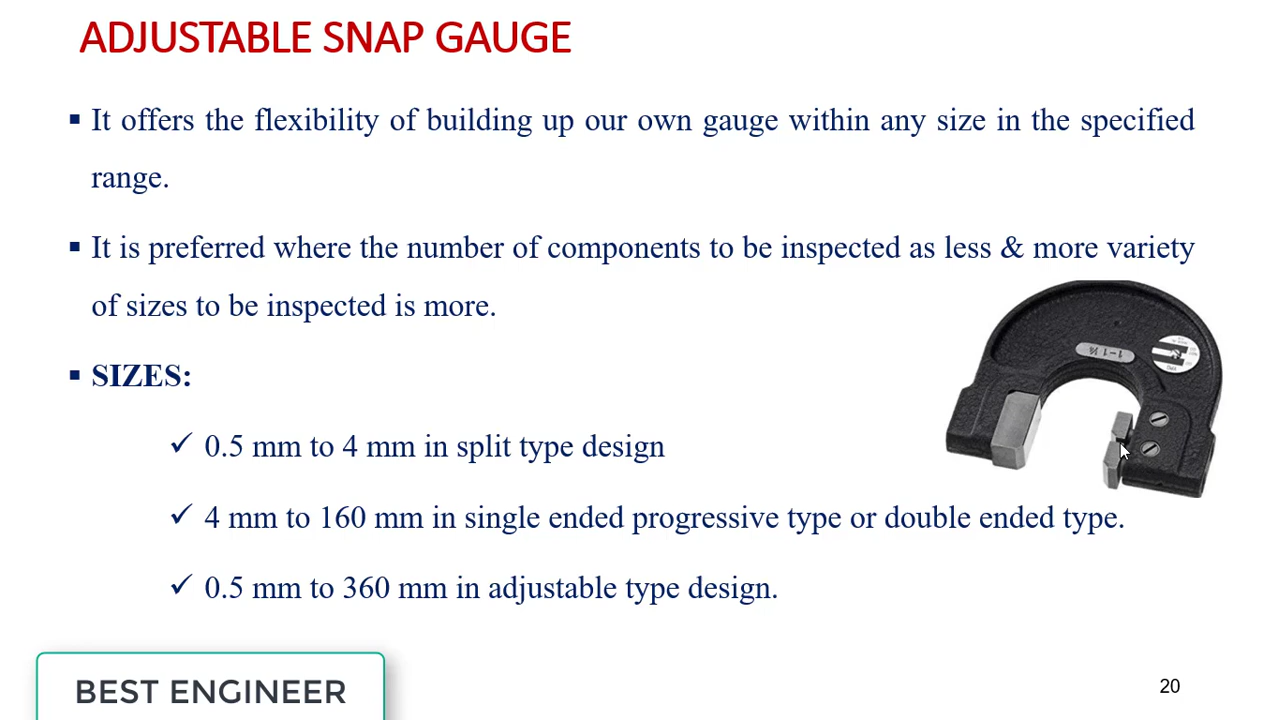 ADJUSTABLE SNAP GAUGE
▪ It offers the flexibility of building up our own gauge within any size in the specified
range.
▪ It is preferred where the number of components to be inspected as less & more variety
of sizes to be inspected is more.
▪ SIZES:
✓ 0.5 mm to 4 mm in split type design
✓ 4 mm to 160 mm in single ended progressive type or double ended type.
✓ 0.5 mm to 360 mm in adjustable type design.
BEST ENGINEER
20